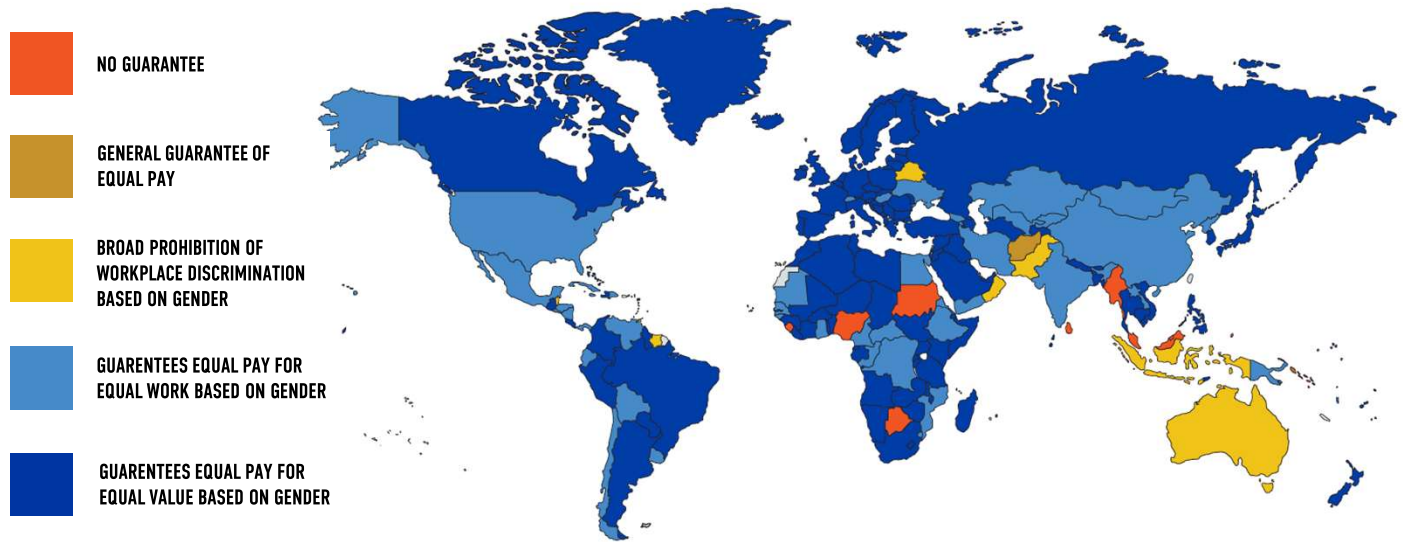 NO GUARANTEE
GENERAL GUARANTEE OF
EQUAL PAY
BROAD PROHIBITION OF
WORKPLACE DISCRIMINATION
BASED ON GENDER
GUARENTEES EQUAL PAY FOR
EQUAL WORK BASED ON GENDER
GUARENTEES EQUAL PAY FOR
EQUAL VALUE BASED ON GENDER